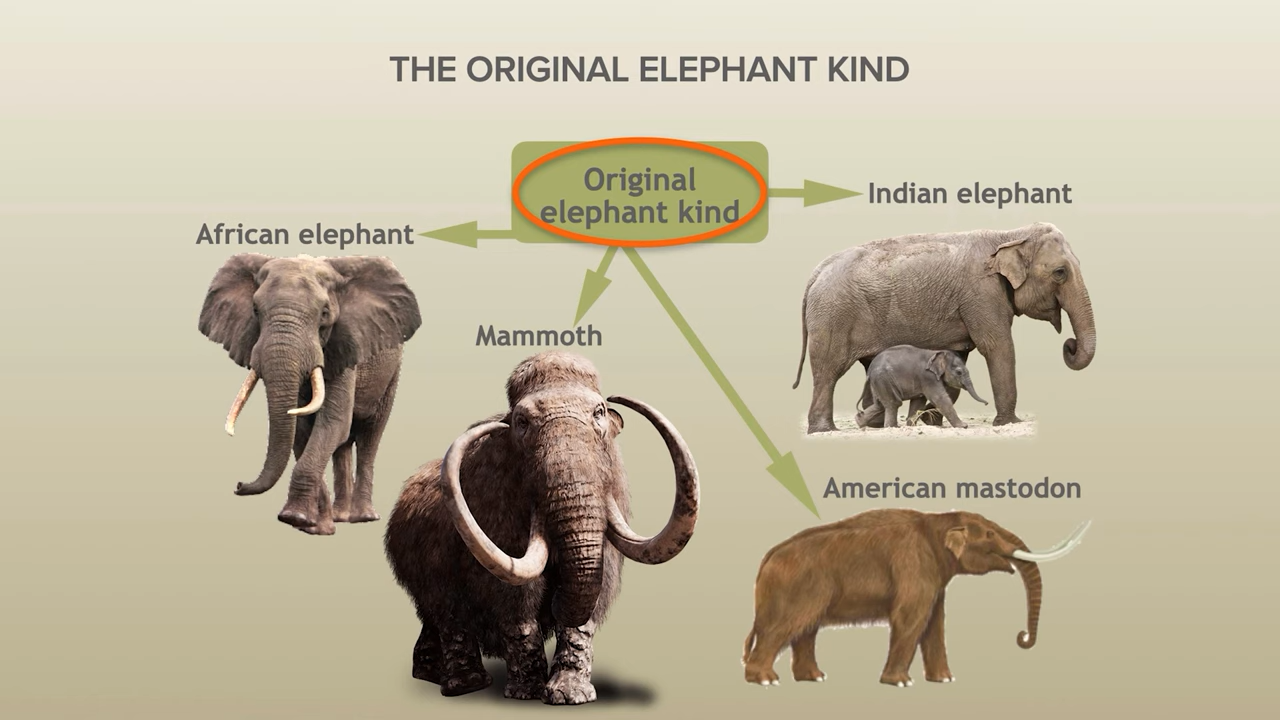 THE ORIGINAL ELEPHANT KIND
Original
elephant kind
Indian elephant
African elephant
Mammoth
American mastodon